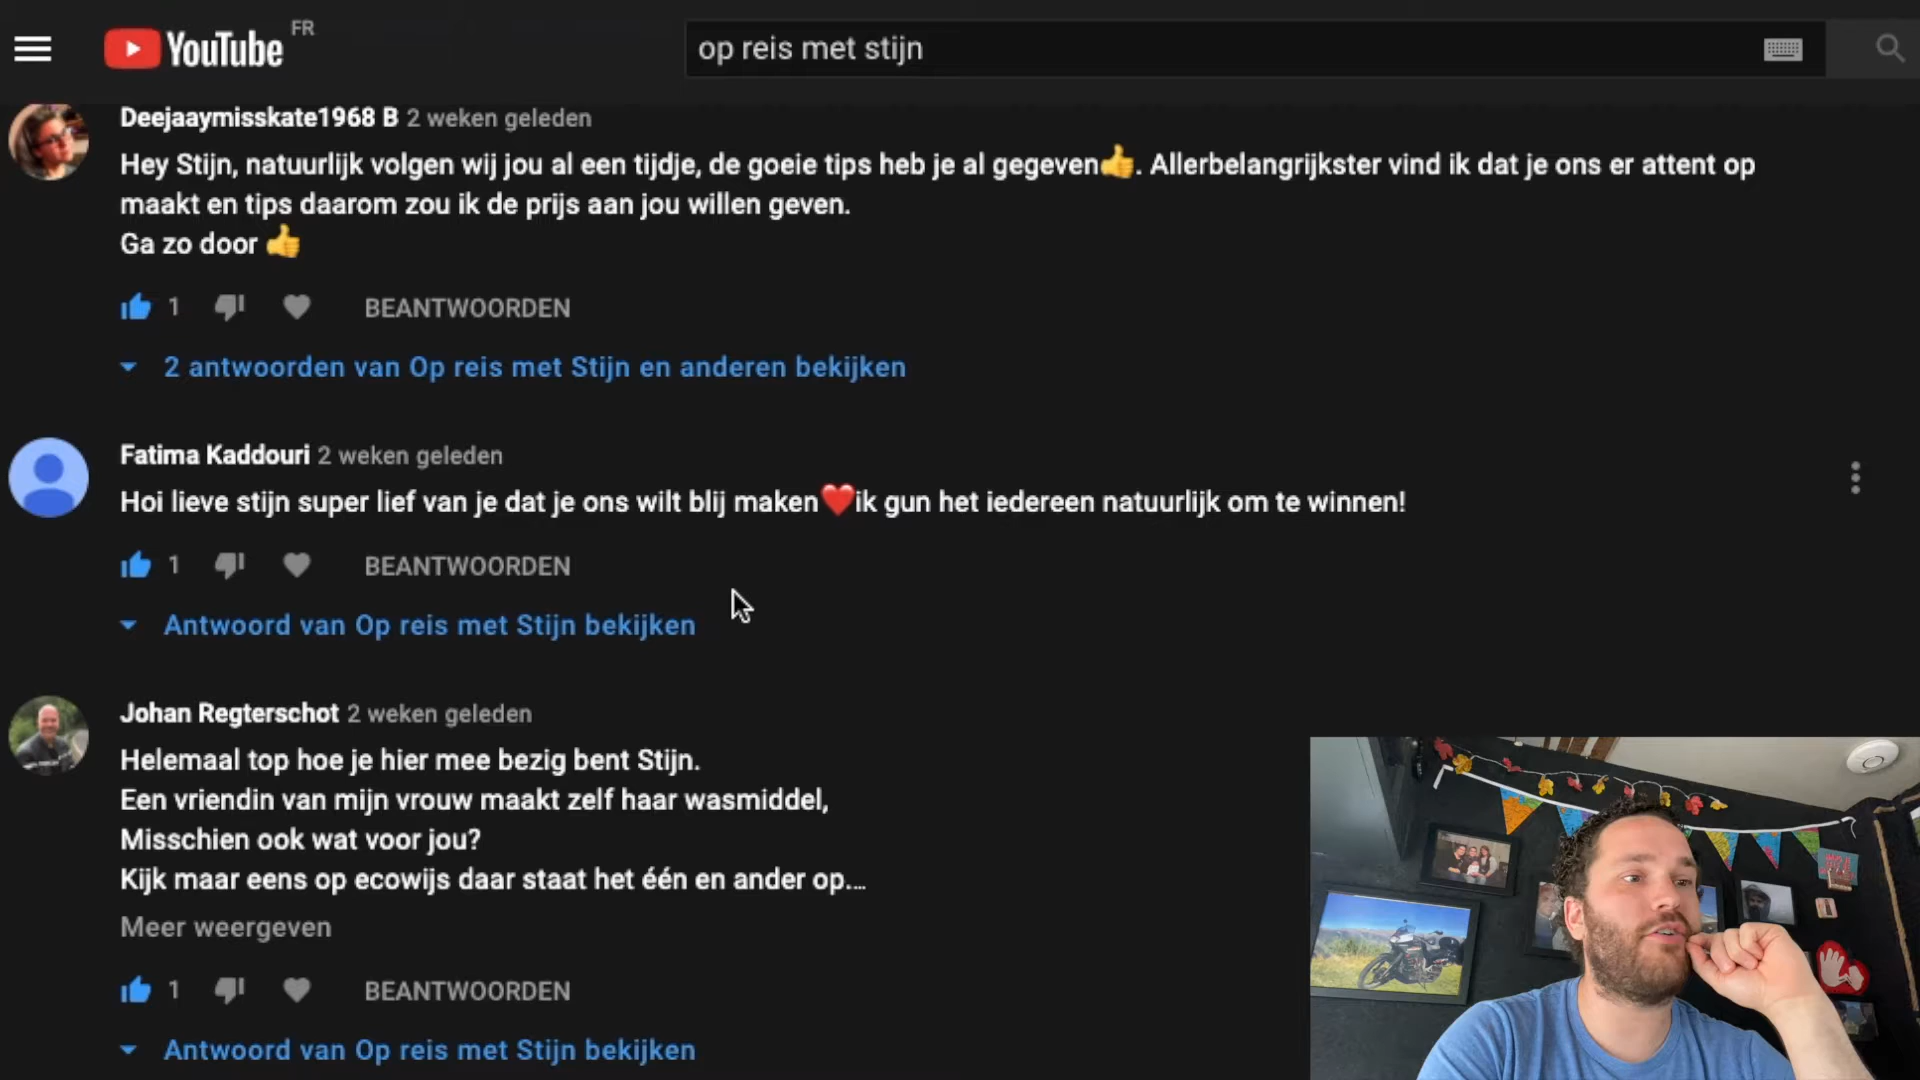 YouTube FR
op reis met stijn
Deejaaymisskate1968 B 2 weken geleden
Hey Stijn, natuurlijk volgen wij jou al een tijdje, de goeie tips heb je al gegeven👍. Allerbelangrijkster vind ik dat je ons er attent op
maakt en tips daarom zou ik de prijs aan jou willen geven.
Ga zo door 👍
1 BEANTWOORDEN
2 antwoorden van Op reis met Stijn en anderen bekijken
Fatima Kaddouri 2 weken geleden
Hoi lieve stijn super lief van je dat je ons wilt blij maken❤️ik gun het iedereen natuurlijk om te winnen!
1 BEANTWOORDEN
Antwoord van Op reis met Stijn bekijken
Johan Regterschot 2 weken geleden
Helemaal top hoe je hier mee bezig bent Stijn.
Een vriendin van mijn vrouw maakt zelf haar wasmiddel,
Misschien ook wat voor jou?
Kijk maar eens op ecowijs daar staat het één en ander op....
Meer weergeven
1 BEANTWOORDEN
Antwoord van Op reis met Stijn bekijken